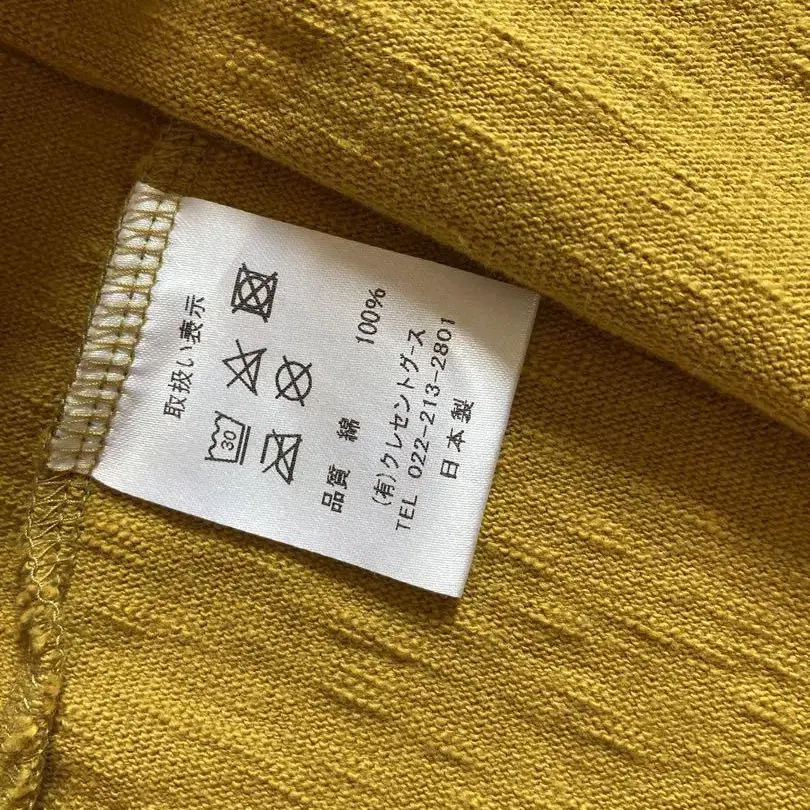 取扱い表示
30
品質 綿 100%
(有)クレセントグース
TEL 022-213-2801
日本製